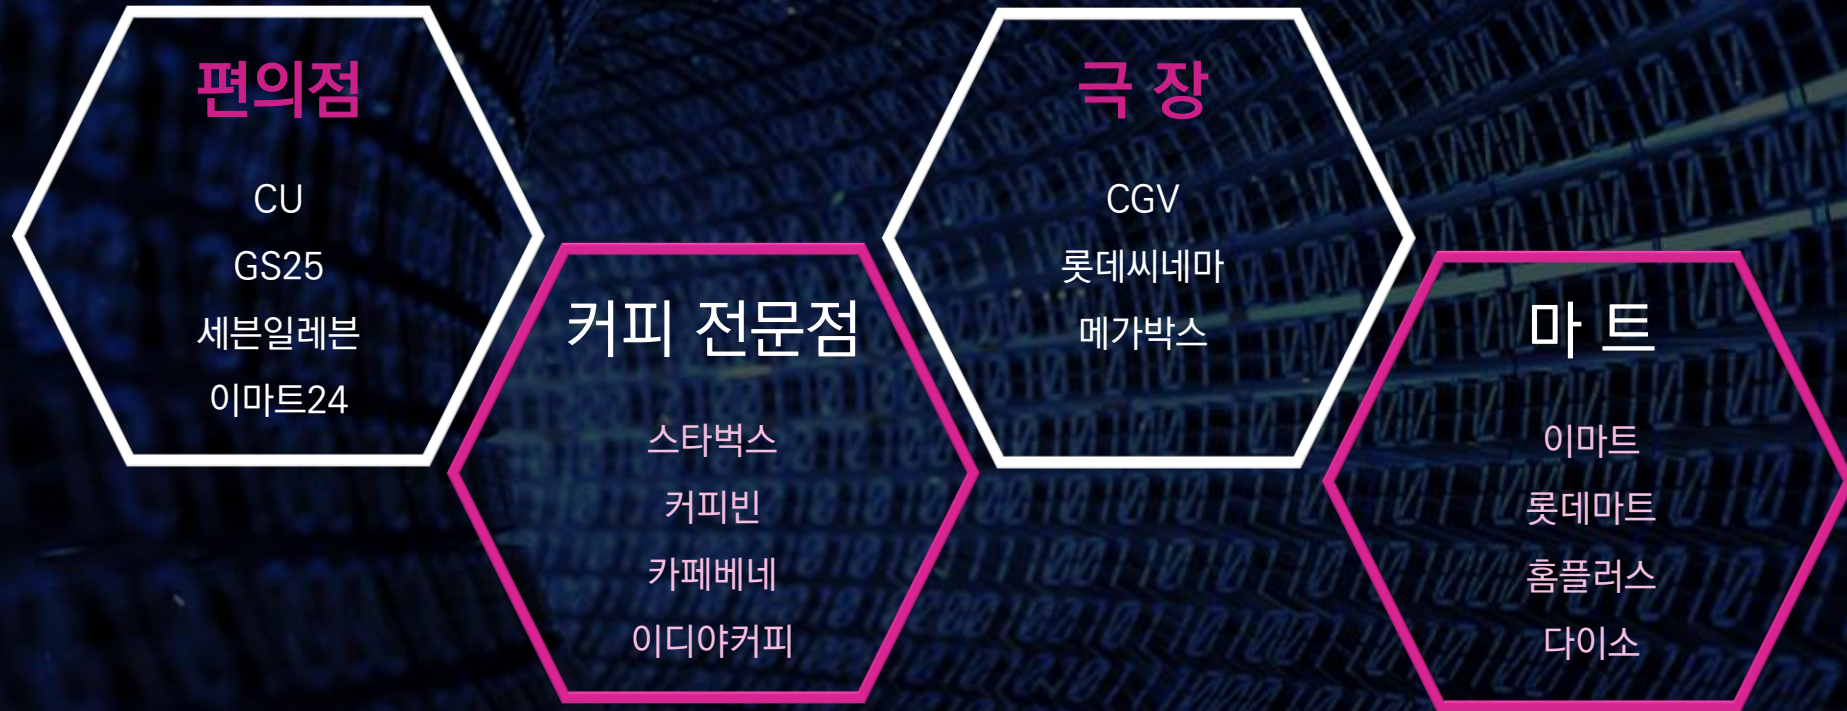 편의점
CU
GS25
세븐일레븐
이마트24
커피 전문점
스타벅스
커피빈
카페베네
이디야커피
극 장
CGV
롯데씨네마
메가박스
마 트
이마트
롯데마트
홈플러스
다이소